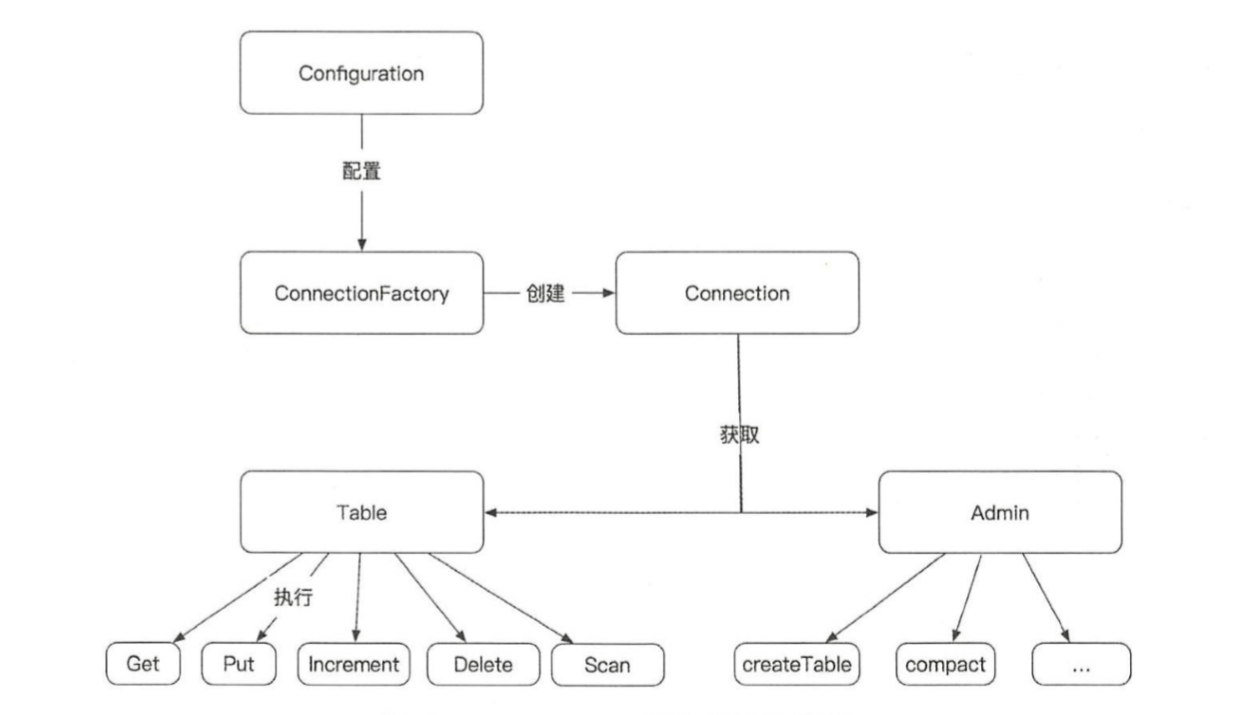 Configuration
配置
ConnectionFactory
创建
Connection
获取
Table
Admin
执行
Get
Put
Increment
Delete
Scan
createTable
compact
...